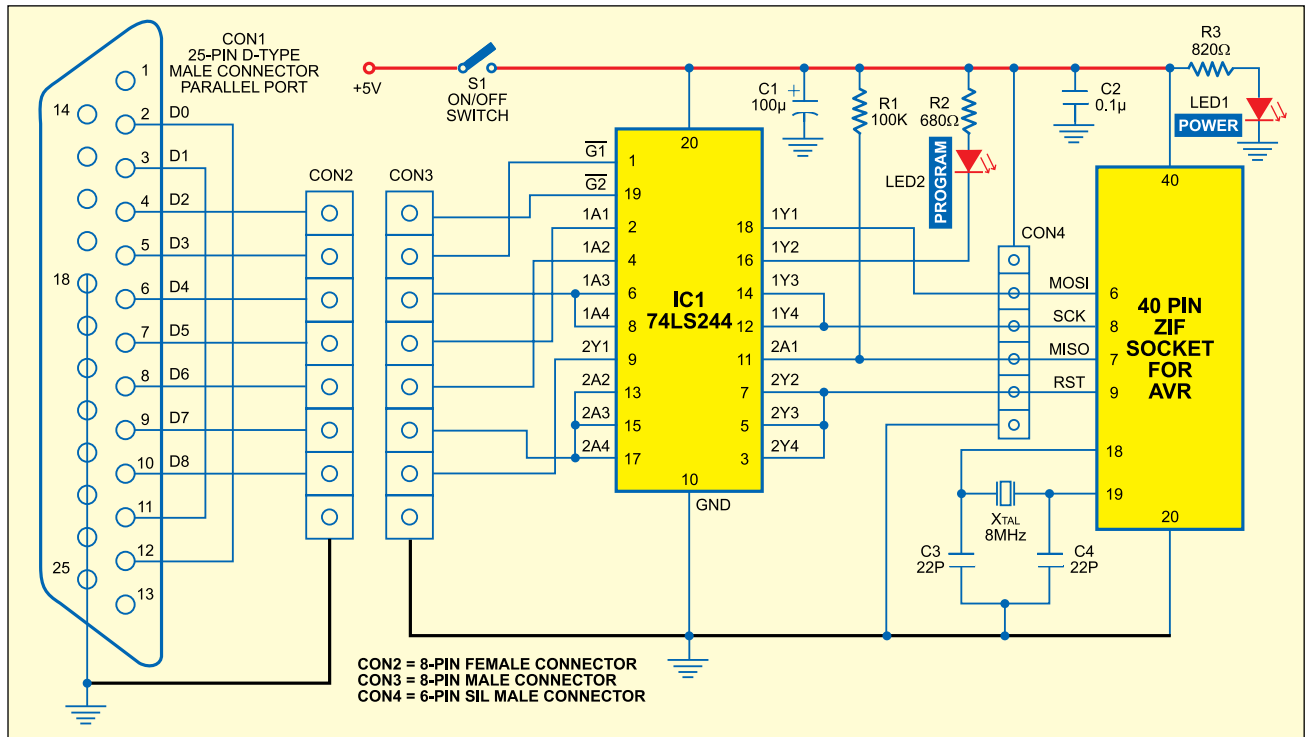 CON1
25-PIN D-TYPE
MALE CONNECTOR
PARALLEL PORT
1
14
2 D0
3 D1
4 D2
5 D3
18
6 D4
7 D5
8 D6
9 D7
10 D8
11
12
25
13
CON2
CON3
+5V
S1
ON/OFF
SWITCH
G1
G2
1A1
1A2
1A3
1A4
2Y1
2A2
2A3
2A4
20
1
19
2
4
6
8
9
13
15
17
10
GND
IC1
74LS244
18
16
14
12
11
7
5
3
1Y1
1Y2
1Y3
1Y4
2A1
2Y2
2Y3
2Y4
C1
100µ
+
R1
100K
R2
680Ω
LED2
PROGRAM
C2
0.1µ
R3
820Ω
LED1
POWER
CON4
MOSI
SCK
MISO
RST
40
6
8
7
9
18
19
20
40 PIN
ZIF
SOCKET
FOR
AVR
XTAL
8MHz
C3
22P
C4
22P
CON2 = 8-PIN FEMALE CONNECTOR
CON3 = 8-PIN MALE CONNECTOR
CON4 = 6-PIN SIL MALE CONNECTOR